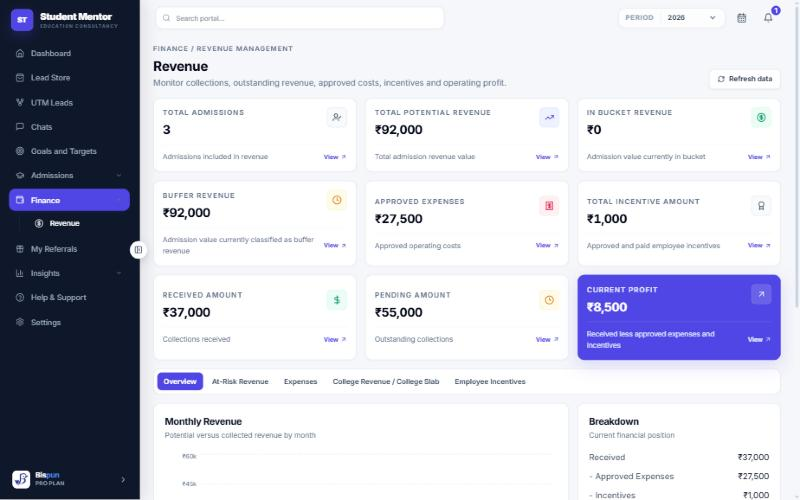 ST
Student Mentor
EDUCATION CONSULTANCY
Dashboard
Lead Store
UTM Leads
Chats
Goals and Targets
Admissions
Finance
Revenue
My Referrals
Insights
Help & Support
Settings
Bispun
PRO PLAN
Search portal...
PERIOD 2026
1
FINANCE / REVENUE MANAGEMENT
Revenue
Monitor collections, outstanding revenue, approved costs, incentives and operating profit.
Refresh data
TOTAL ADMISSIONS
3
Admissions included in revenue
View
TOTAL POTENTIAL REVENUE
₹92,000
Total admission revenue value
View
IN BUCKET REVENUE
₹0
Admission value currently in bucket
View
BUFFER REVENUE
₹92,000
Admission value currently classified as buffer
revenue
View
APPROVED EXPENSES
₹27,500
Approved operating costs
View
TOTAL INCENTIVE AMOUNT
₹1,000
Approved and paid employee incentives
View
RECEIVED AMOUNT
₹37,000
Collections received
View
PENDING AMOUNT
₹55,000
Outstanding collections
View
CURRENT PROFIT
₹8,500
Received less approved expenses and
incentives
View
Overview
At-Risk Revenue
Expenses
College Revenue / College Slab
Employee Incentives
Monthly Revenue
Potential versus collected revenue by month
₹60k
₹45k
Breakdown
Current financial position
Received ₹37,000
- Approved Expenses ₹27,500
- Incentives ₹1,000